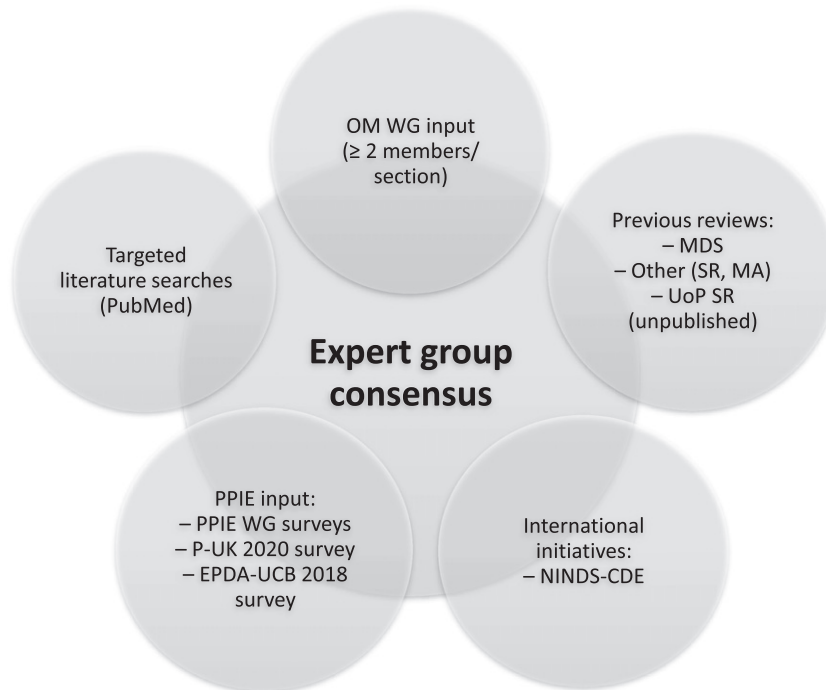 OM WG input
(≥ 2 members/
section)
Previous reviews:
– MDS
– Other (SR, MA)
– UoP SR
(unpublished)
Targeted
literature searches
(PubMed)
Expert group
consensus
PPIE input:
– PPIE WG surveys
– P-UK 2020 survey
– EPDA-UCB 2018
survey
International
initiatives:
– NINDS-CDE